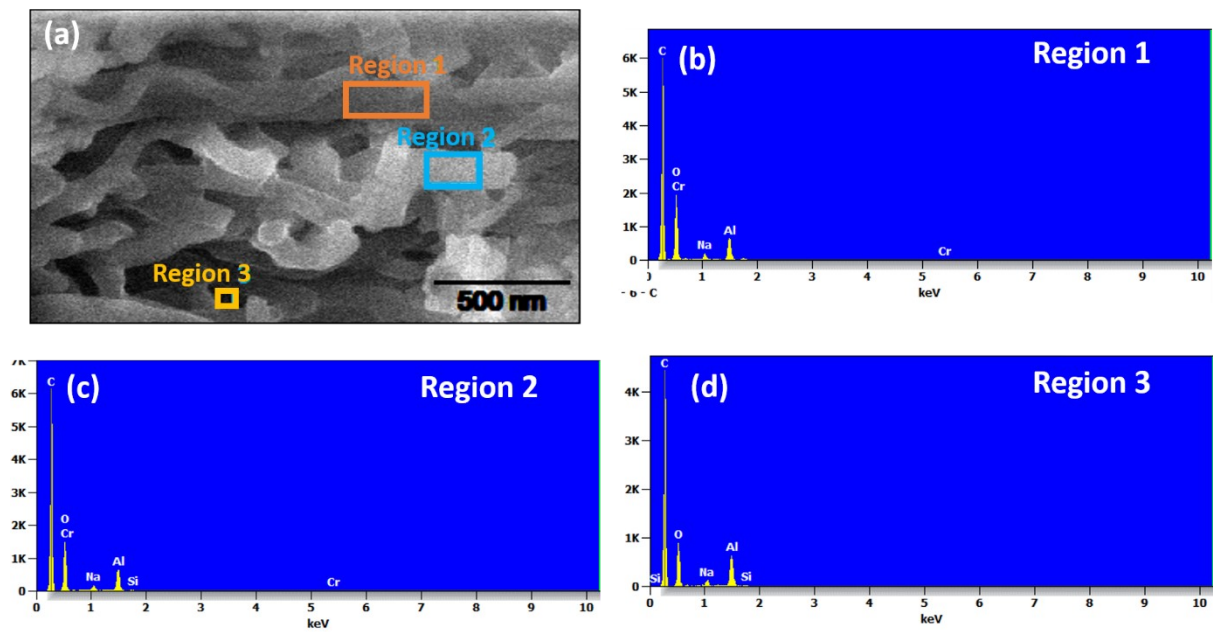 (a)
Region 1
Region 2
Region 3
500 nm
(b)
Region 1
C
6K
5K
4K
3K
2K
1K
0
O
Cr
Na
Al
Cr
0 1 2 3 4 5 6 7 8 9 10
- 6 - C
keV
(c)
Region 2
7K
C
6K
5K
4K
3K
2K
1K
0
O
Cr
Na
Al
Si
Cr
0 1 2 3 4 5 6 7 8 9 10
keV
(d)
Region 3
C
4K
3K
2K
1K
0
O
Si
Na
Al
Si
0 1 2 3 4 5 6 7 8 9 10
keV